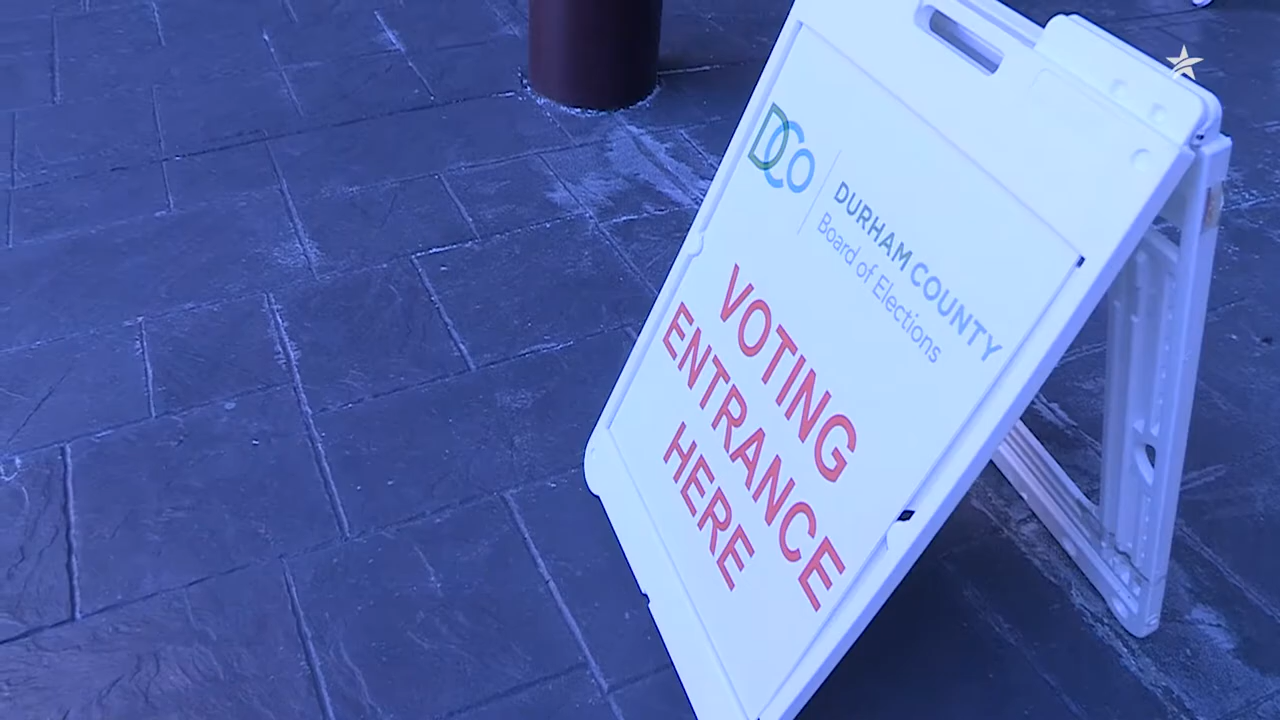 DCO
DURHAM COUNTY
Board of Elections
VOTING
ENTRANCE
HERE